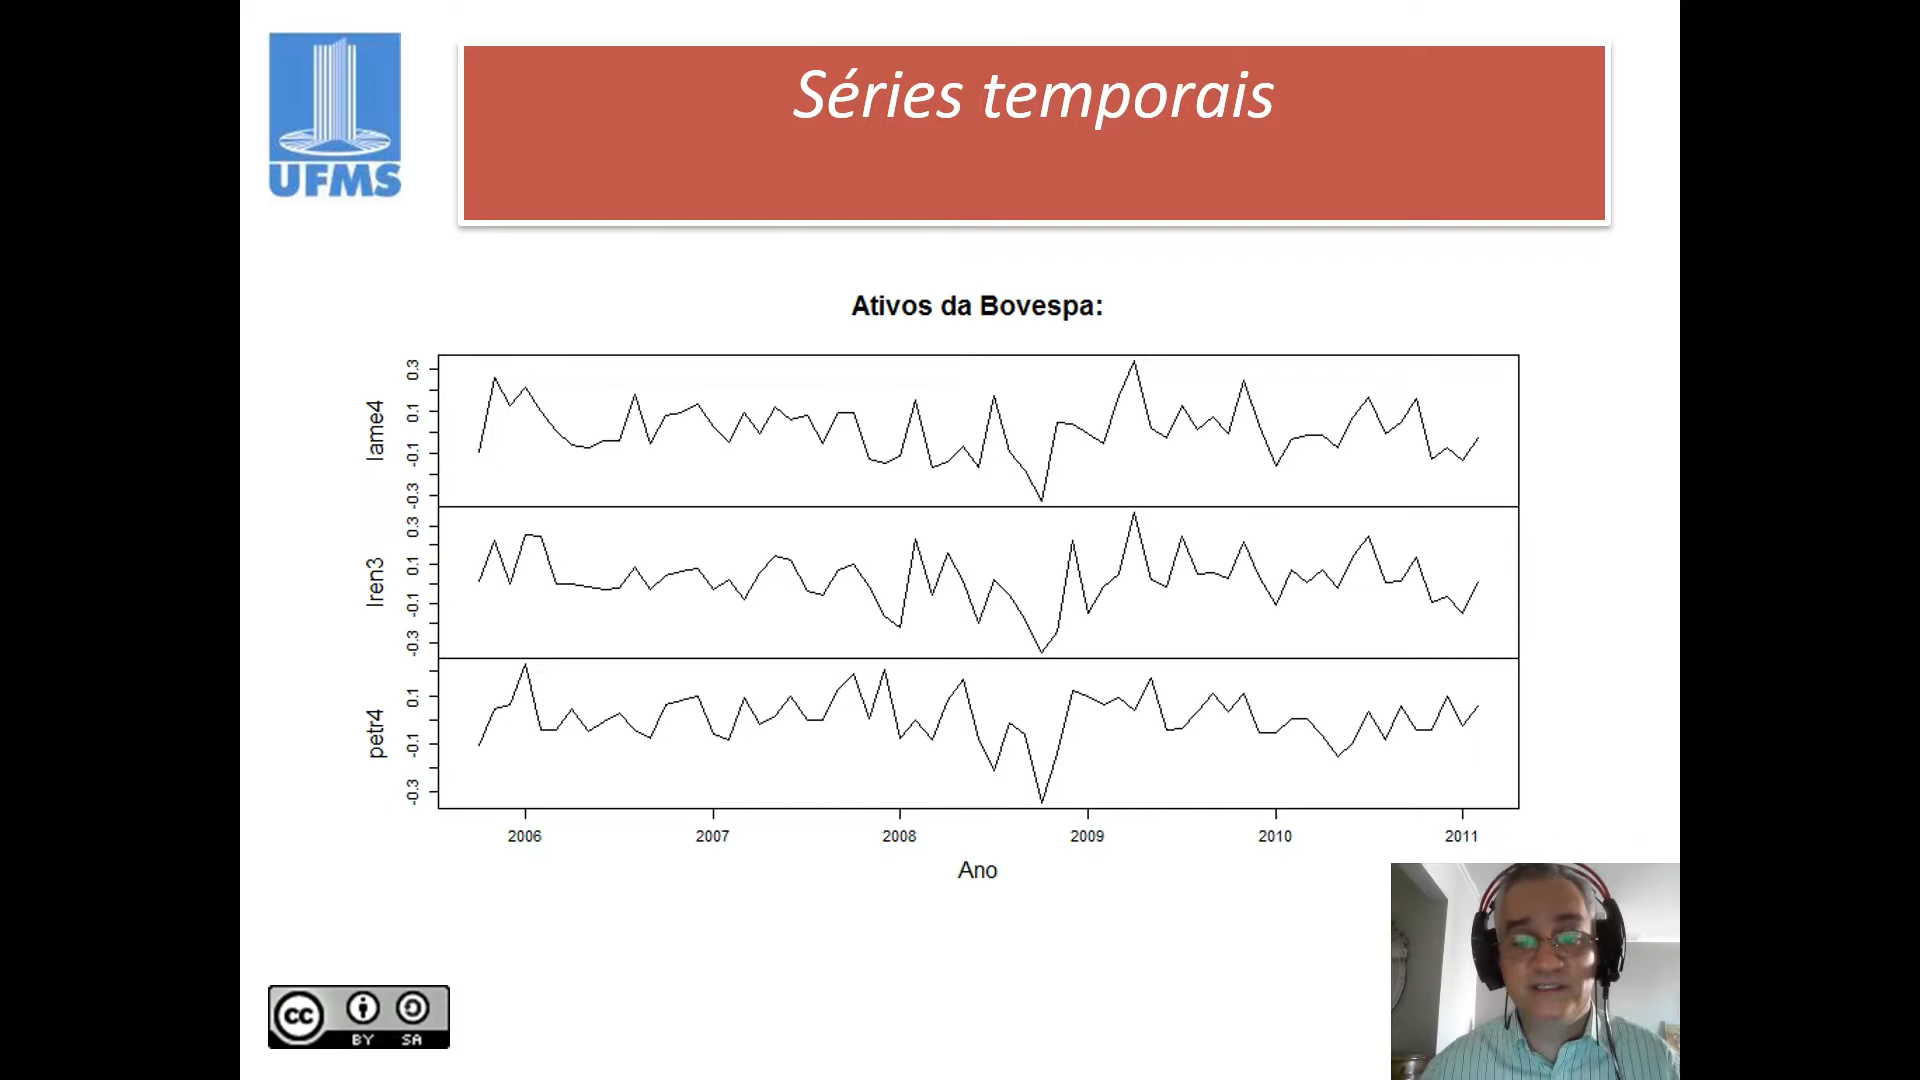 UFMS
Séries temporais
Ativos da Bovespa:
lame4
0.3
0.1
-0.1
-0.3
lren3
0.3
0.1
-0.1
-0.3
petr4
0.1
-0.1
-0.3
2006 2007 2008 2009 2010 2011
Ano
cc
BY SA